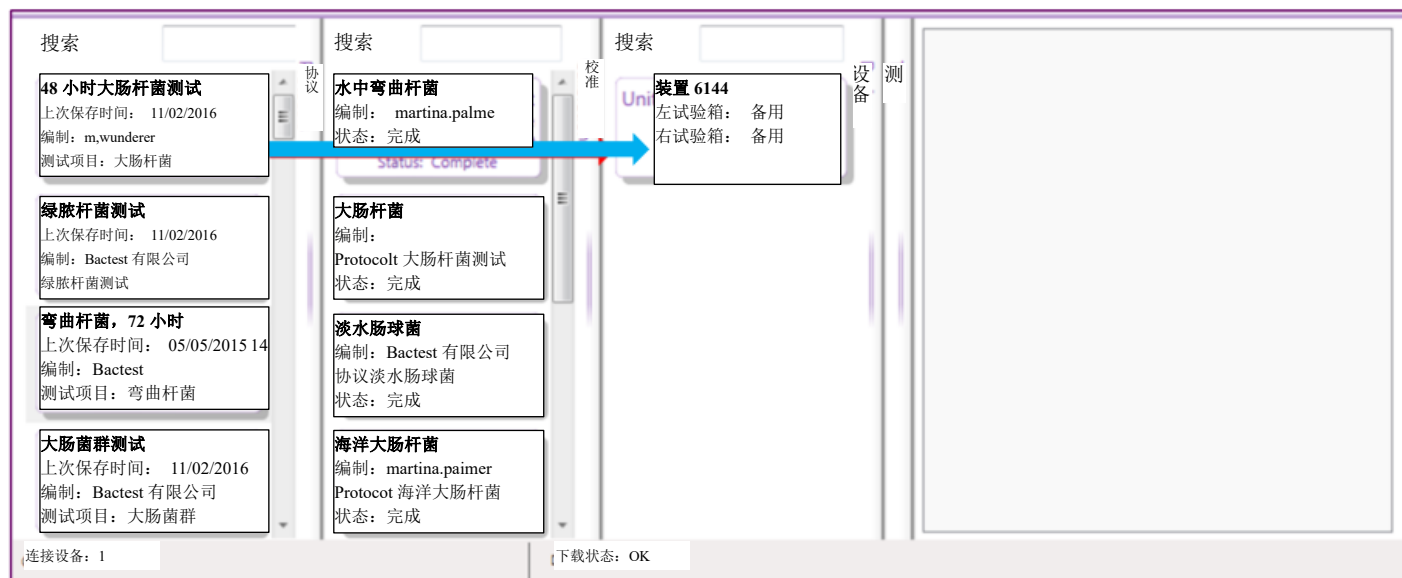 搜索
48 小时大肠杆菌测试
上次保存时间： 11/02/2016
编制：m,wunderer
测试项目：大肠杆菌
绿脓杆菌测试
上次保存时间： 11/02/2016
编制：Bactest 有限公司
绿脓杆菌测试
弯曲杆菌，72 小时
上次保存时间： 05/05/2015 14
编制：Bactest
测试项目：弯曲杆菌
大肠菌群测试
上次保存时间： 11/02/2016
编制：Bactest 有限公司
测试项目：大肠菌群
协议
搜索
水中弯曲杆菌
编制： martina.palme
状态：完成
Status: Complete
大肠杆菌
编制：
Protocolt 大肠杆菌测试
状态：完成
淡水肠球菌
编制：Bactest 有限公司
协议淡水肠球菌
状态：完成
海洋大肠杆菌
编制：martina.paimer
Protocot 海洋大肠杆菌
状态：完成
校准
搜索
Uni
装置 6144
左试验箱： 备用
右试验箱： 备用
设备
测
连接设备：1
下载状态：OK